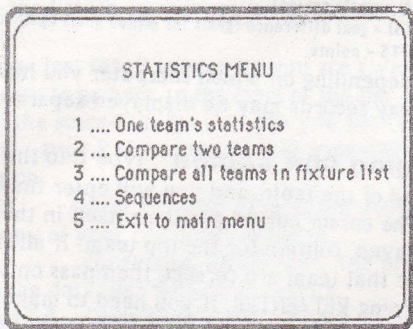 STATISTICS MENU
1 .... One team's statistics
2 .... Compare two teams
3 .... Compare all teams in fixture list
4 .... Sequences
5 .... Exit to main menu